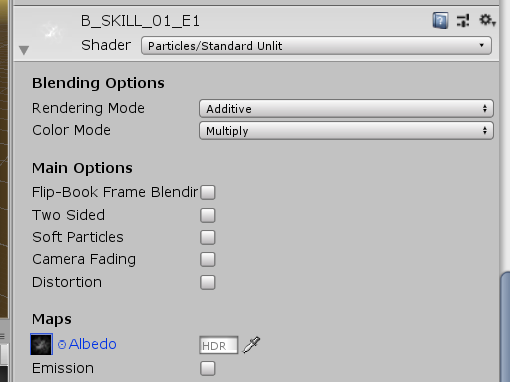 B_SKILL_01_E1
Shader Particles/Standard Unlit
Blending Options
Rendering Mode Additive
Color Mode Multiply
Main Options
Flip-Book Frame Blendin
Two Sided
Soft Particles
Camera Fading
Distortion
Maps
Albedo HDR
Emission